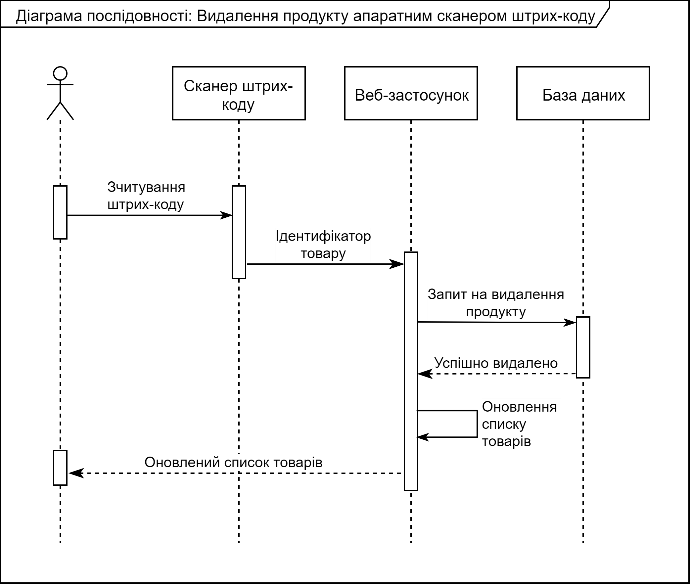 Діаграма послідовності: Видалення продукту апаратним сканером штрих-коду
Сканер штрих-
коду
Веб-застосунок
База даних
Зчитування
штрих-коду
Ідентифікатор
товару
Запит на видалення
продукту
Успішно видалено
Оновлення
списку
товарів
Оновлений список товарів